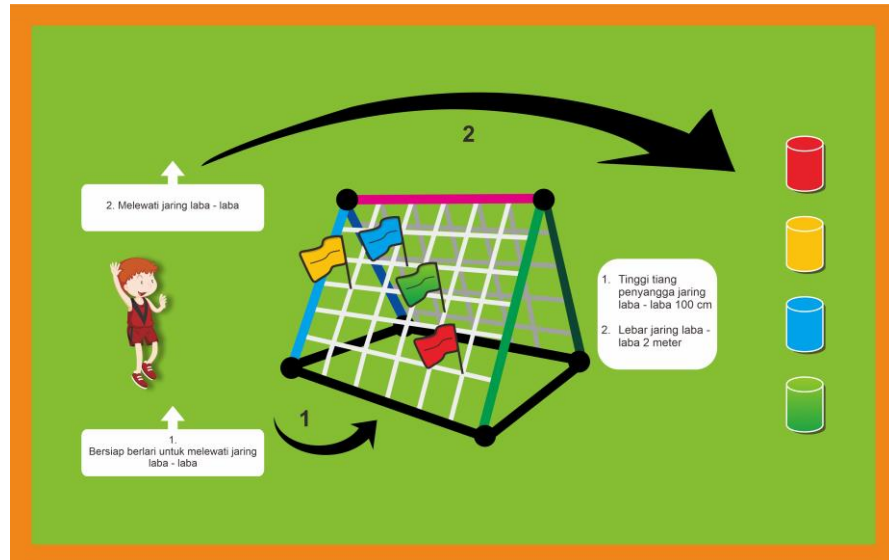 2
2. Melewati jaring laba - laba
1. Tinggi tiang
penyangga jaring
laba - laba 100 cm
2. Lebar jaring laba -
laba 2 meter
1
1.
Bersiap berlari untuk melewati jaring
laba - laba